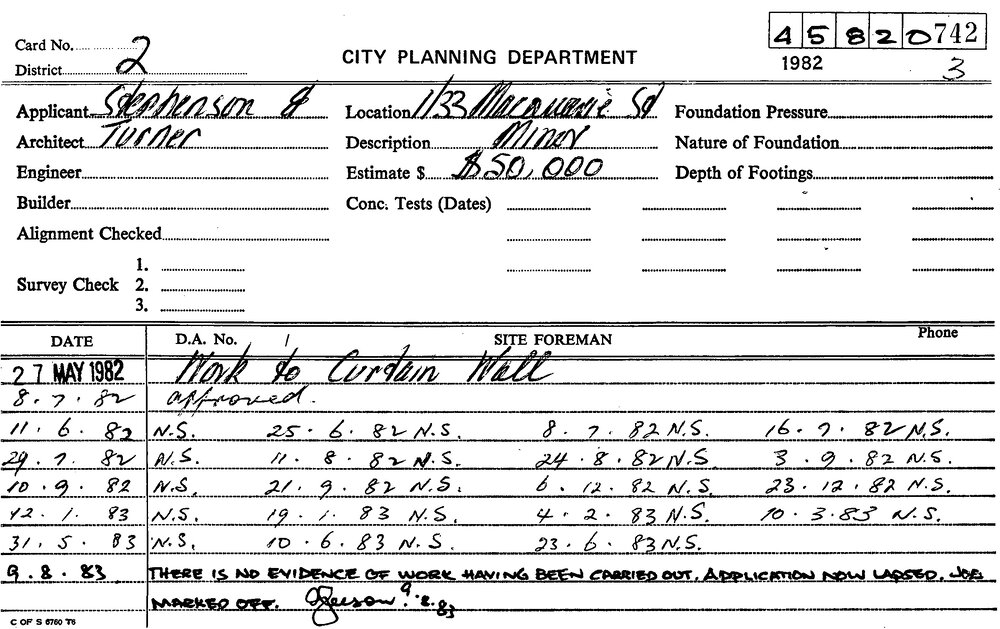 45820742
Card No. 2
District
CITY PLANNING DEPARTMENT
1982
3
Applicant Stephenson &
Location 1/33 Macquarie St
Foundation Pressure
Architect Turner
Description Minor
Nature of Foundation
Engineer
Estimate $ $50,000
Depth of Footings
Builder
Conc. Tests (Dates)
Alignment Checked
1.
Survey Check 2.
3.
DATE D.A. No. / SITE FOREMAN Phone
27 MAY 1982 Work to Curtain Wall
8.7.82 approved.
11.6.82 N.S. 25.6.82 N.S. 8.7.82 N.S. 16.7.82 N.S.
29.7.82 N.S. 11.8.82 N.S. 24.8.82 N.S. 3.9.82 N.S.
10.9.82 N.S. 21.9.82 N.S. 6.12.82 N.S. 23.12.82 N.S.
12.1.83 N.S. 19.1.83 N.S. 4.2.83 N.S. 10.3.83 N.S.
31.5.83 N.S. 10.6.83 N.S. 23.6.83 N.S.
9.8.83 THERE IS NO EVIDENCE OF WORK HAVING BEEN CARRIED OUT. APPLICATION NOW LAPSED. JOB
MARKED OFF. 9.8.83
C OF S 6760 T6